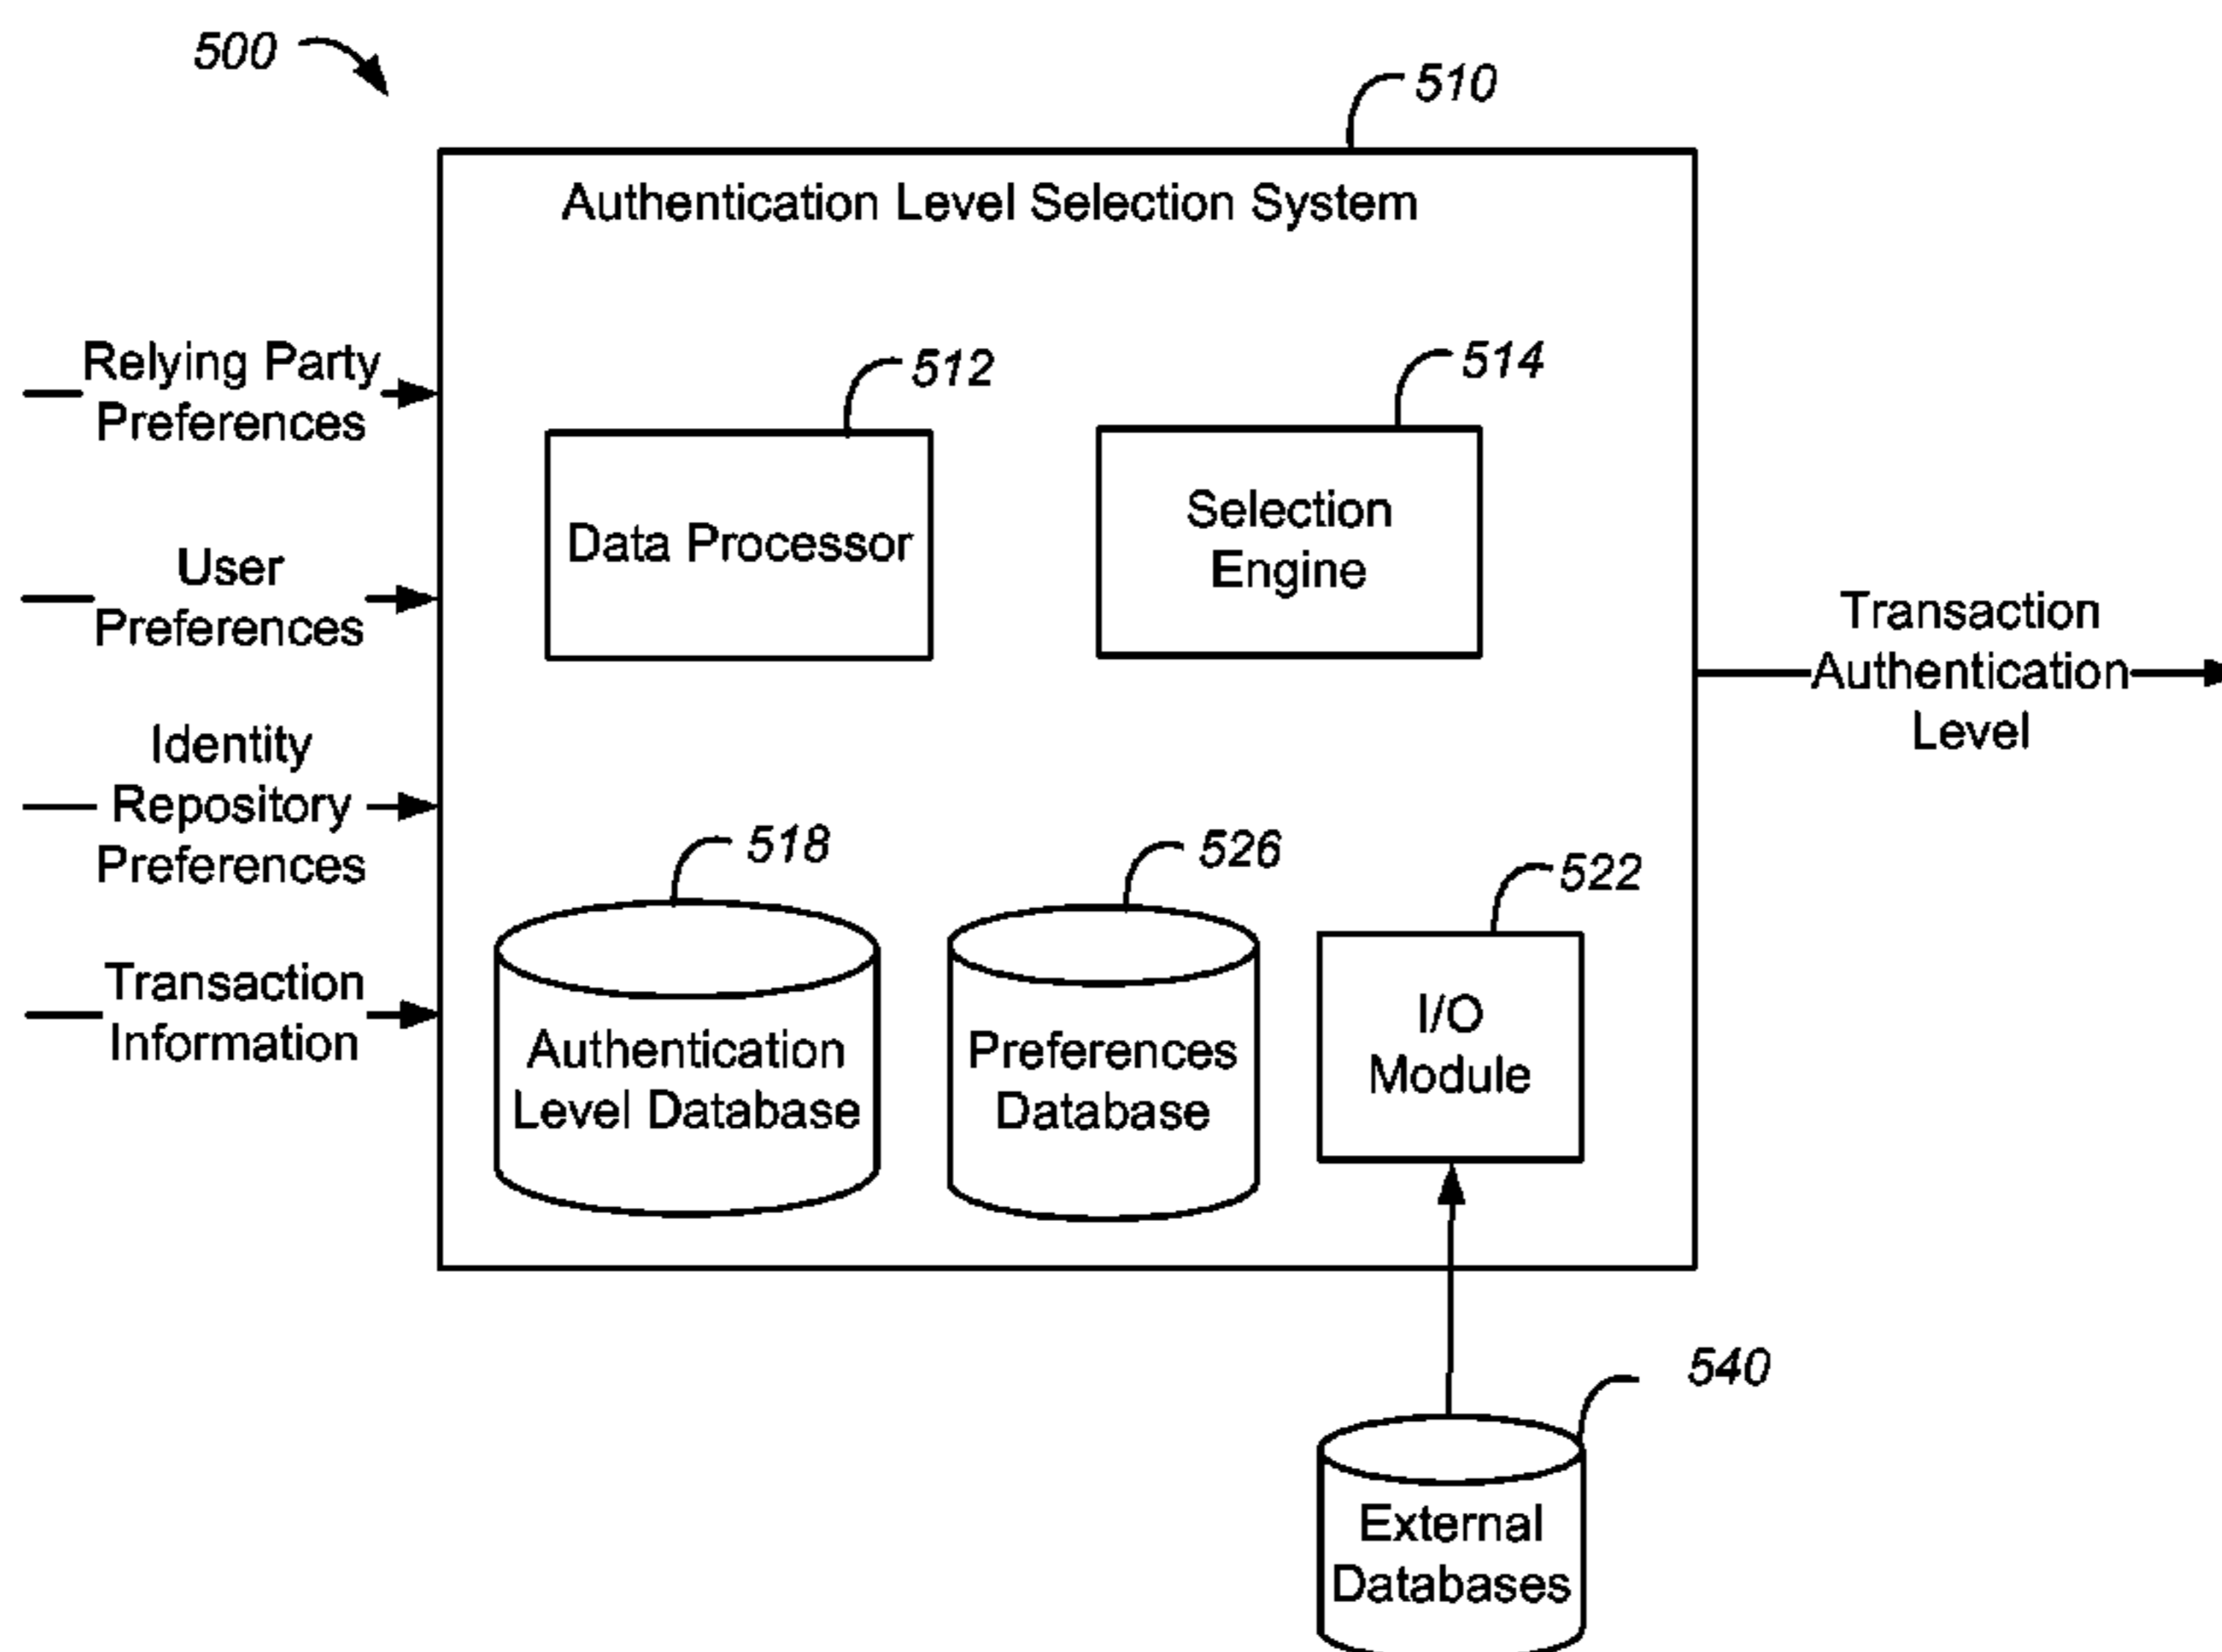 500
510
Authentication Level Selection System
Relying Party
Preferences
512
514
Data Processor
Selection
Engine
User
Preferences
Transaction
Authentication
Level
Identity
Repository
Preferences
518
526
522
Transaction
Information
Authentication
Level Database
Preferences
Database
I/O
Module
540
External
Databases